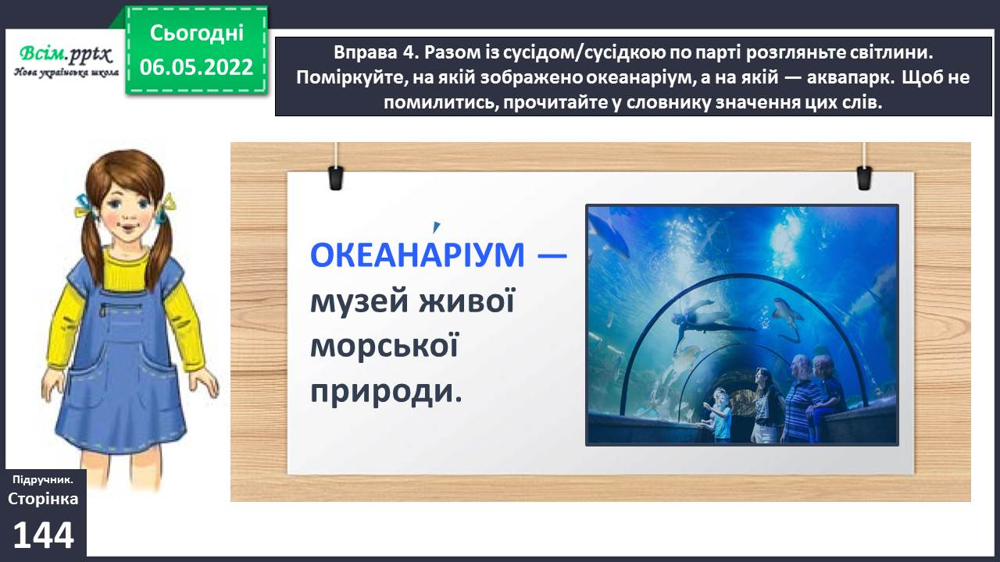 Сьогодні
06.05.2022
Всім.pptx
Нова українська школа
Вправа 4. Разом із сусідом/сусідкою по парті розгляньте світлини.
Поміркуйте, на якій зображено океанаріум, а на якій — аквапарк. Щоб не
помилитись, прочитайте у словнику значення цих слів.
ОКЕАНА́РІУМ —
музей живої
морської
природи.
Підручник.
Сторінка
144